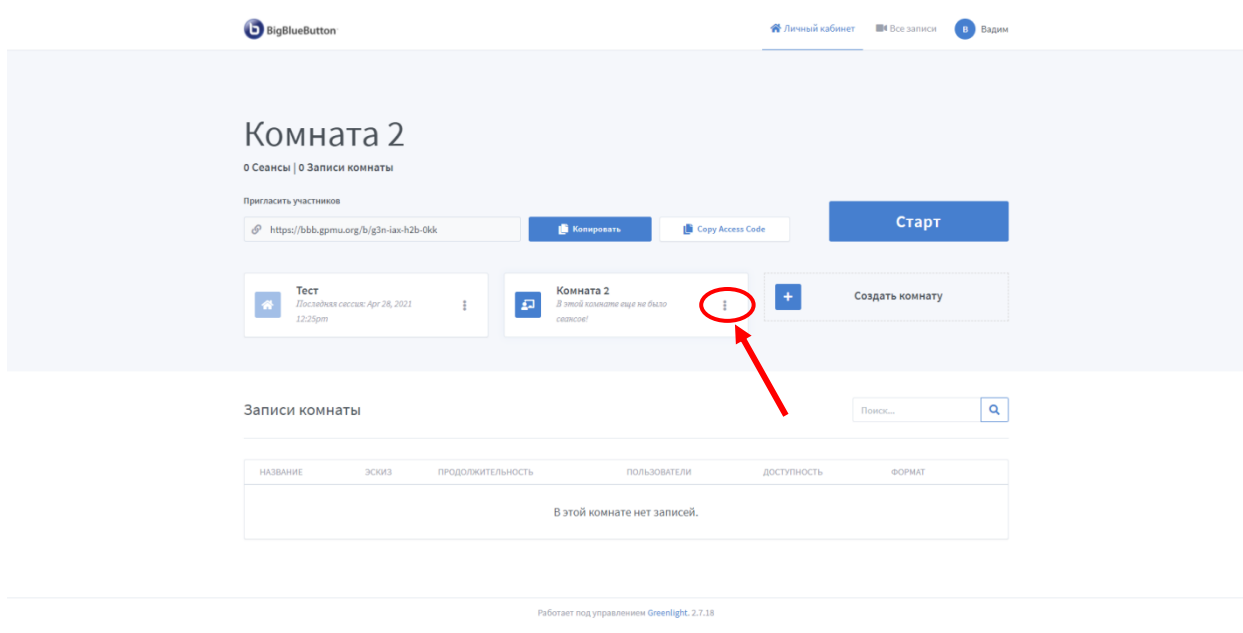 BigBlueButton
Личный кабинет
Все записи
В Вадим
Комната 2
0 Сеансы | 0 Записи комнаты
Пригласить участников
https://bbb.gpmu.org/b/g3n-iax-h2b-0kk
Копировать
Copy Access Code
Старт
Тест
Последняя сессия: Apr 28, 2021
12:25pm
Комната 2
В этой комнате еще не было
сеансов!
Создать комнату
Записи комнаты
Поиск...
НАЗВАНИЕ ЭСКИЗ ПРОДОЛЖИТЕЛЬНОСТЬ ПОЛЬЗОВАТЕЛИ ДОСТУПНОСТЬ ФОРМАТ
В этой комнате нет записей.
Работает под управлением Greenlight. 2.7.18